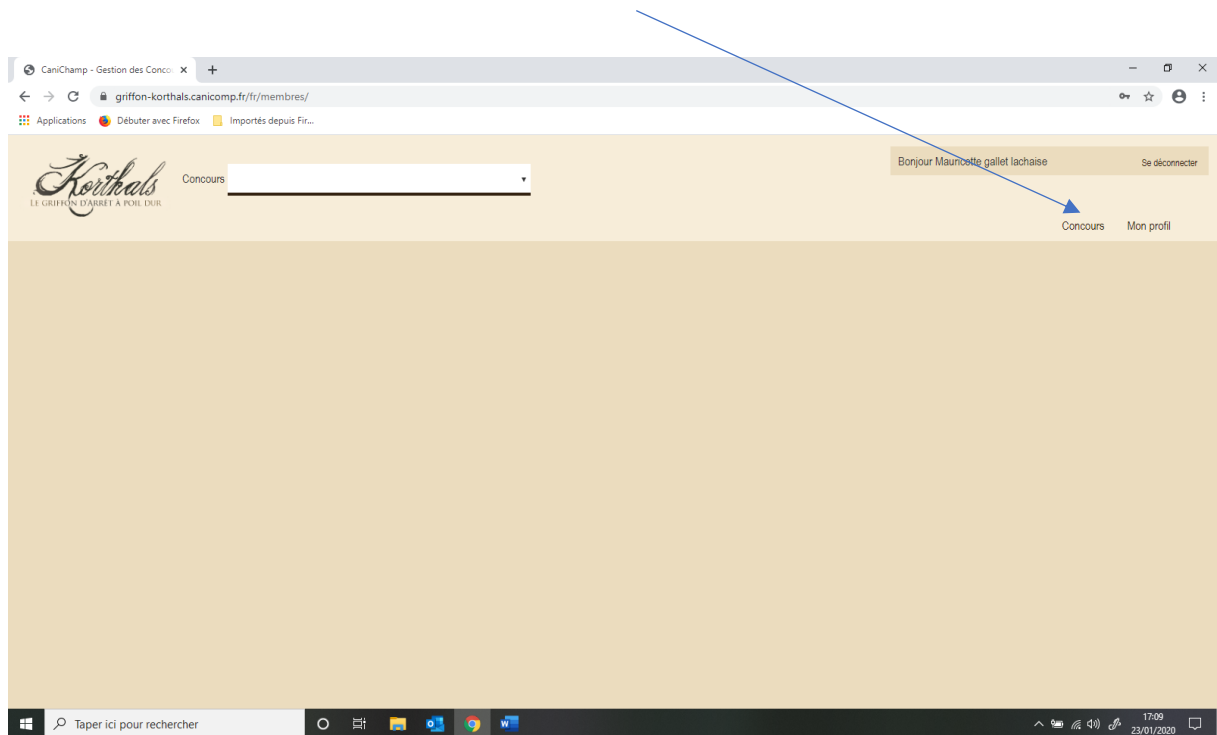 CaniChamp - Gestion des Conco
griffon-korthals.canicomp.fr/fr/membres/
Applications Débuter avec Firefox Importés depuis Fir...
Bonjour Mauricette gallet lachaise Se déconnecter
Korthals
LE GRIFFON D'ARRÊT À POIL DUR
Concours
Concours Mon profil
Taper ici pour rechercher
17:09
23/01/2020